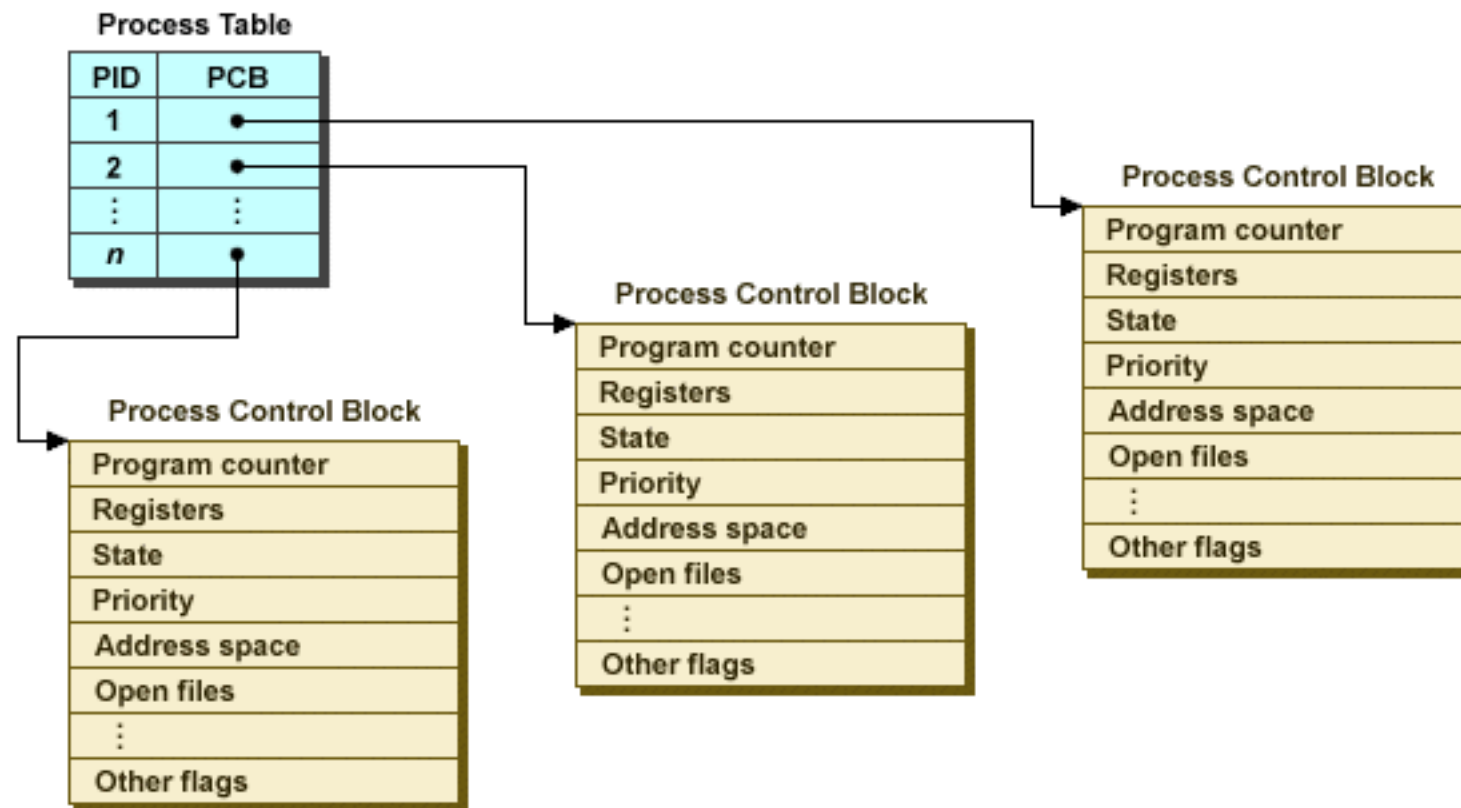 Process Table
PID PCB
1
2
⋮ ⋮
n
Process Control Block
Program counter
Registers
State
Priority
Address space
Open files
⋮
Other flags
Process Control Block
Program counter
Registers
State
Priority
Address space
Open files
⋮
Other flags
Process Control Block
Program counter
Registers
State
Priority
Address space
Open files
⋮
Other flags